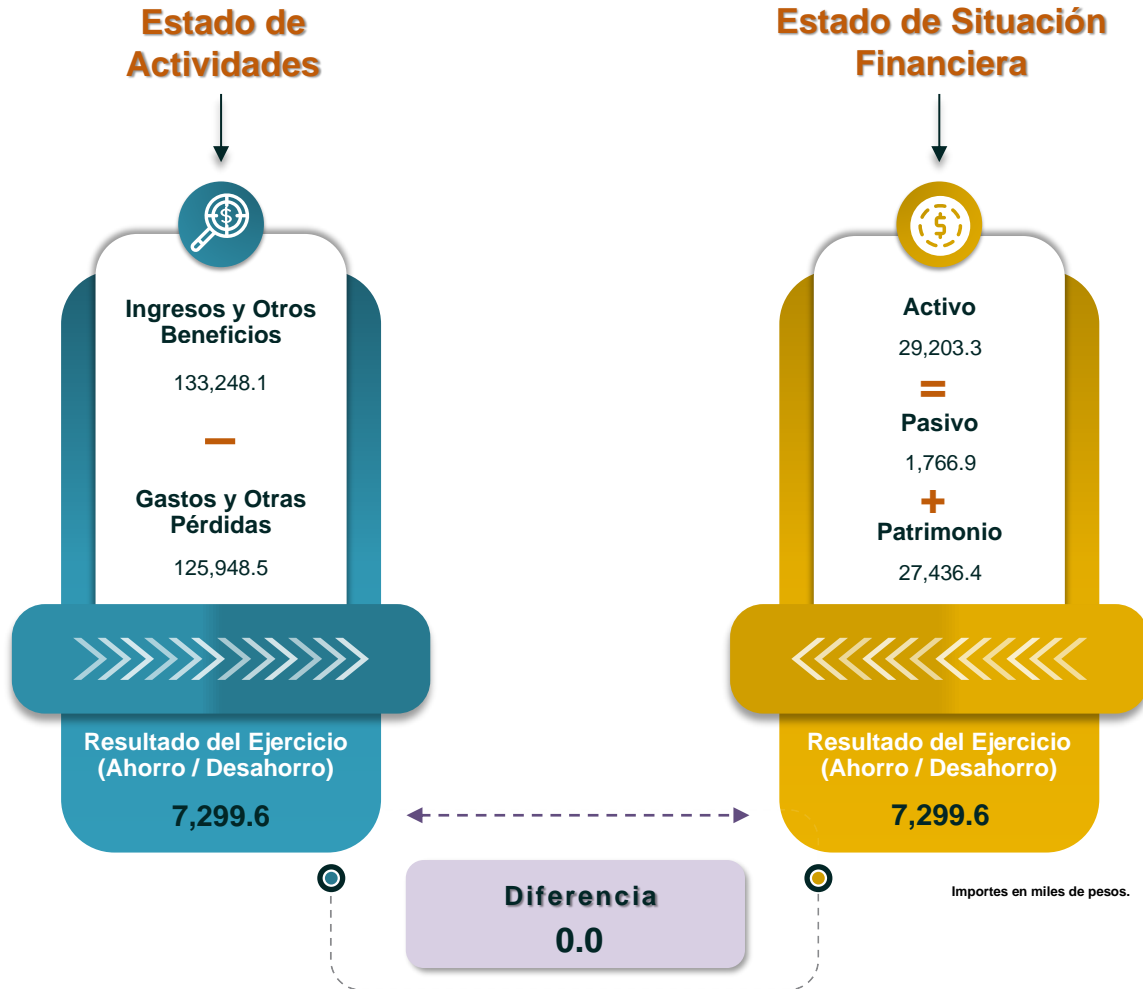 Estado de
Actividades
Ingresos y Otros
Beneficios
133,248.1
−
Gastos y Otras
Pérdidas
125,948.5
Resultado del Ejercicio
(Ahorro / Desahorro)
7,299.6
Estado de Situación
Financiera
Activo
29,203.3
=
Pasivo
1,766.9
+
Patrimonio
27,436.4
Resultado del Ejercicio
(Ahorro / Desahorro)
7,299.6
Diferencia
0.0
Importes en miles de pesos.